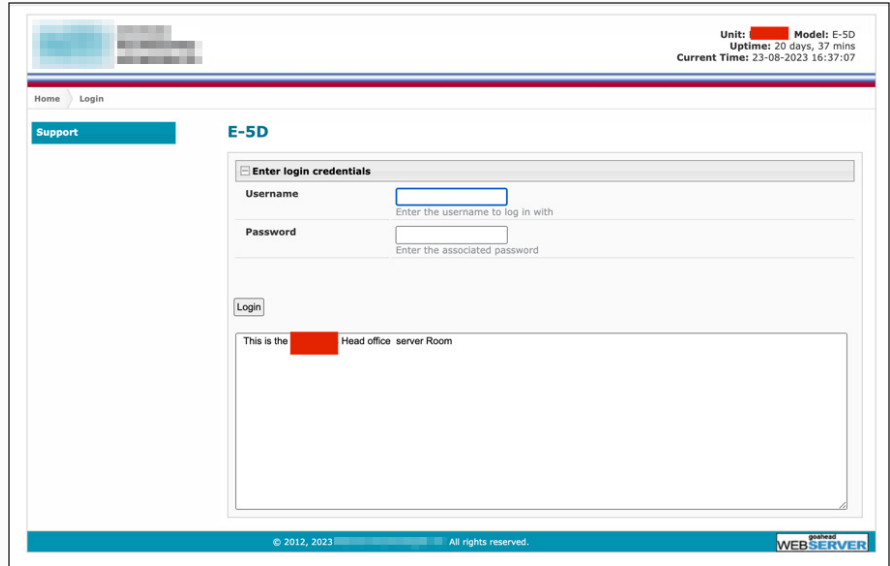 Unit: Model: E-5D
Uptime: 20 days, 37 mins
Current Time: 23-08-2023 16:37:07
Home Login
Support
E-5D
Enter login credentials
Username
Enter the username to log in with
Password
Enter the associated password
Login
This is the Head office server Room
© 2012, 2023 All rights reserved.
goahead
WEBSERVER